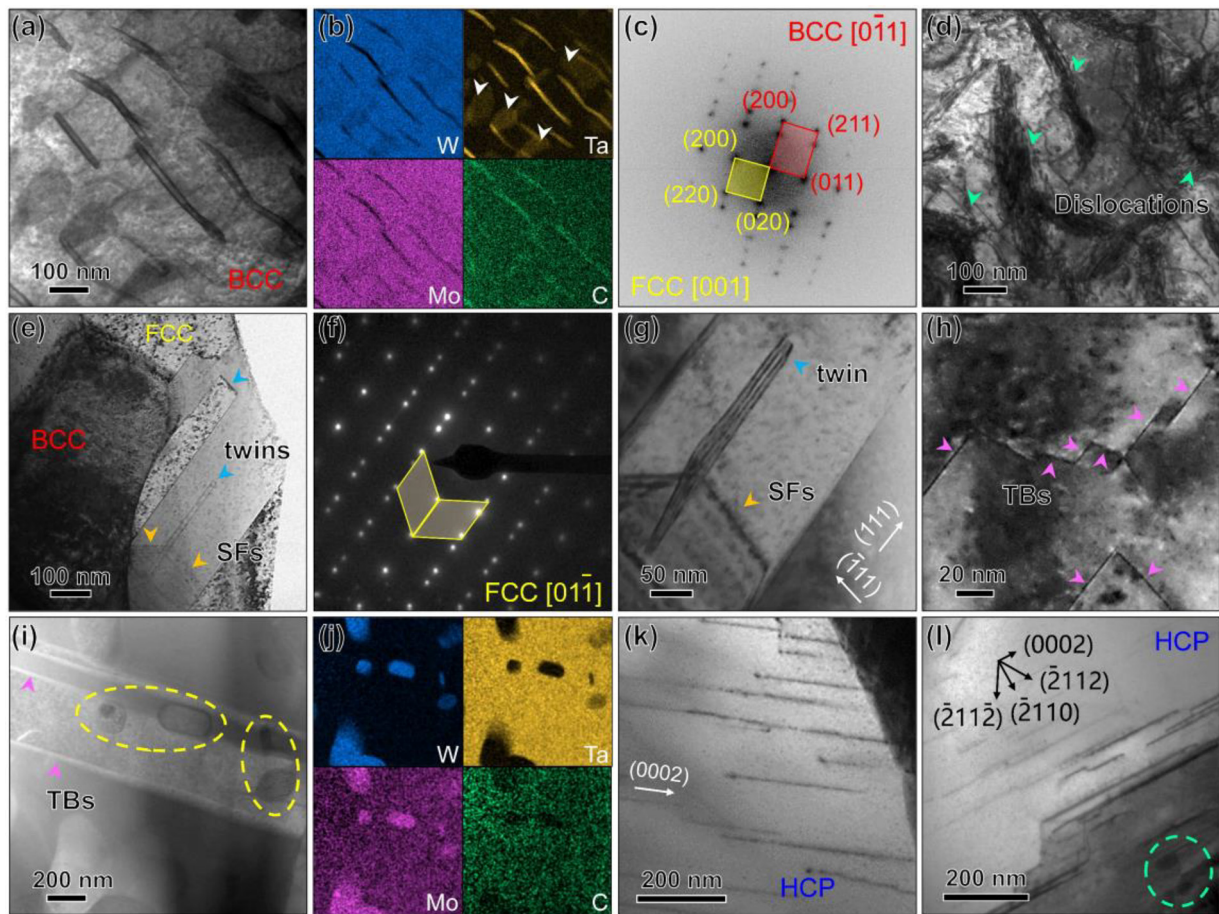 (a)
BCC
100 nm
(b)
W
Ta
Mo
C
(c)
BCC [01̄1]
(200)
(211)
(200)
(011)
(220)
(020)
FCC [001]
(d)
Dislocations
100 nm
(e)
FCC
BCC
twins
SFs
100 nm
(f)
FCC [011̄]
(g)
twin
SFs
(111)
(1̄11)
50 nm
(h)
TBs
20 nm
(i)
TBs
200 nm
(j)
W
Ta
Mo
C
(k)
(0002)
HCP
200 nm
(l)
HCP
(0002)
(2̄112)
(2̄112̄) (2̄110)
200 nm